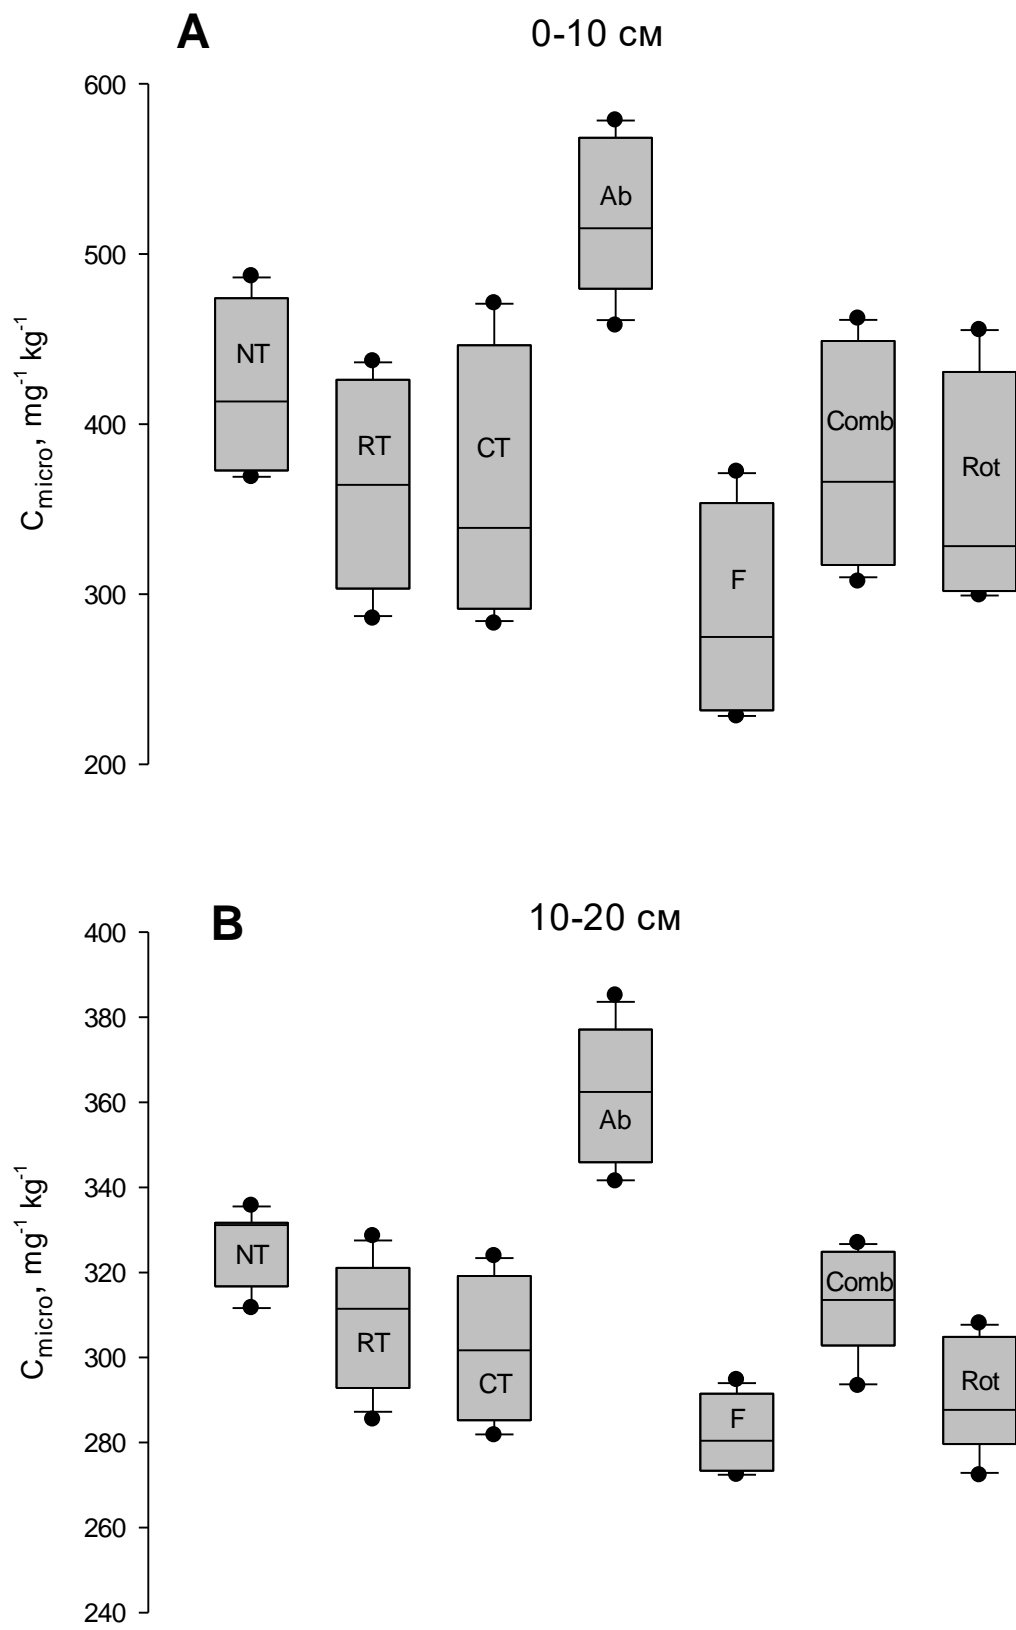 A
0-10 см
600
500
400
300
200
C_micro, mg⁻¹ kg⁻¹
NT
RT
CT
Ab
F
Comb
Rot
B
10-20 см
400
380
360
340
320
300
280
260
240
C_micro, mg⁻¹ kg⁻¹
NT
RT
CT
Ab
F
Comb
Rot